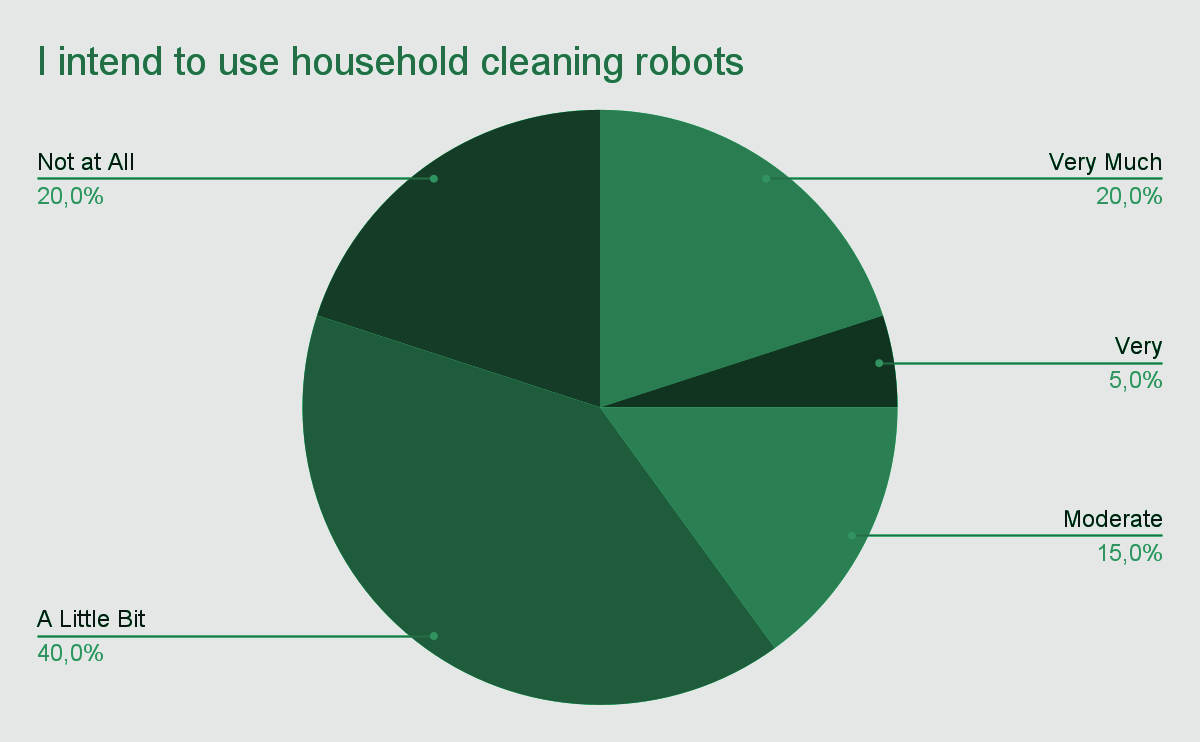 I intend to use household cleaning robots
Not at All
20,0%
Very Much
20,0%
Very
5,0%
Moderate
15,0%
A Little Bit
40,0%